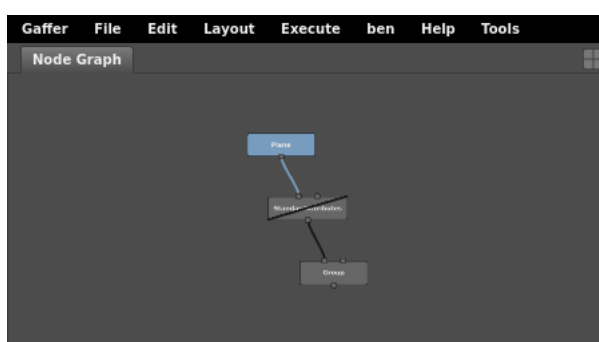 Gaffer File Edit Layout Execute ben Help Tools
Node Graph
Plane
Group